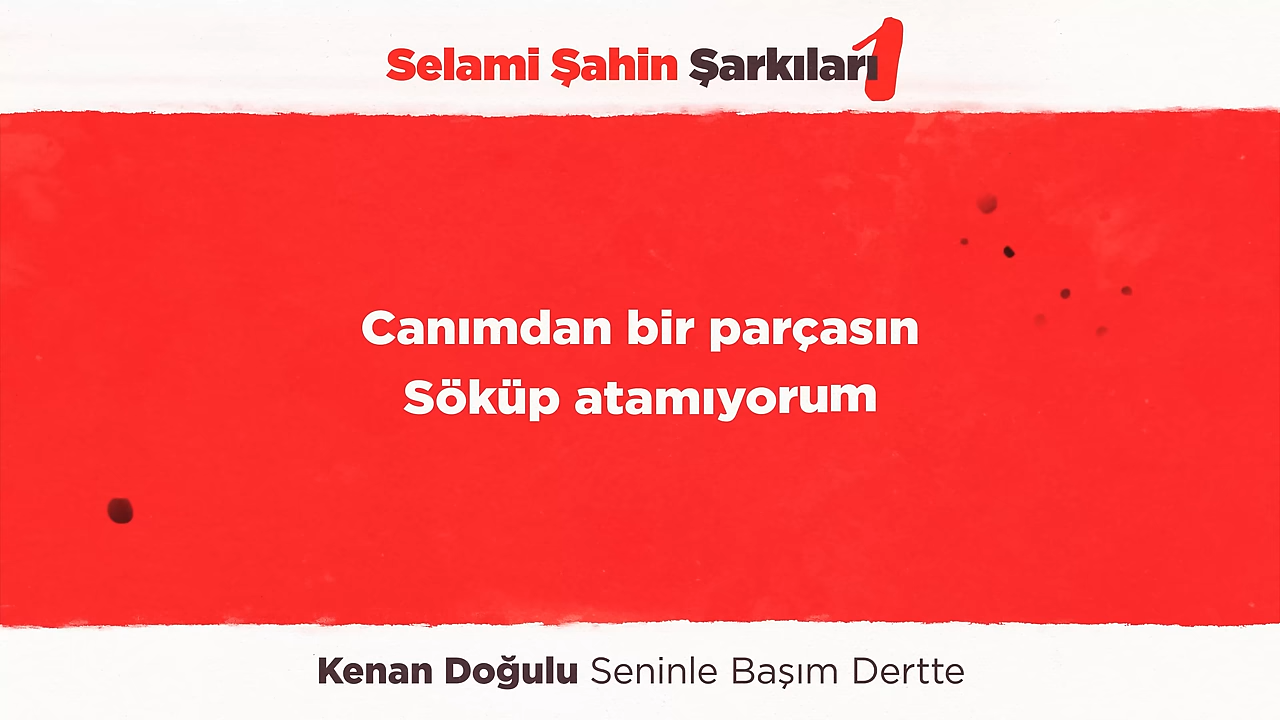 Selami Şahin Şarkıları 1
Canımdan bir parçasın
Söküp atamıyorum
Kenan Doğulu Seninle Başım Dertte